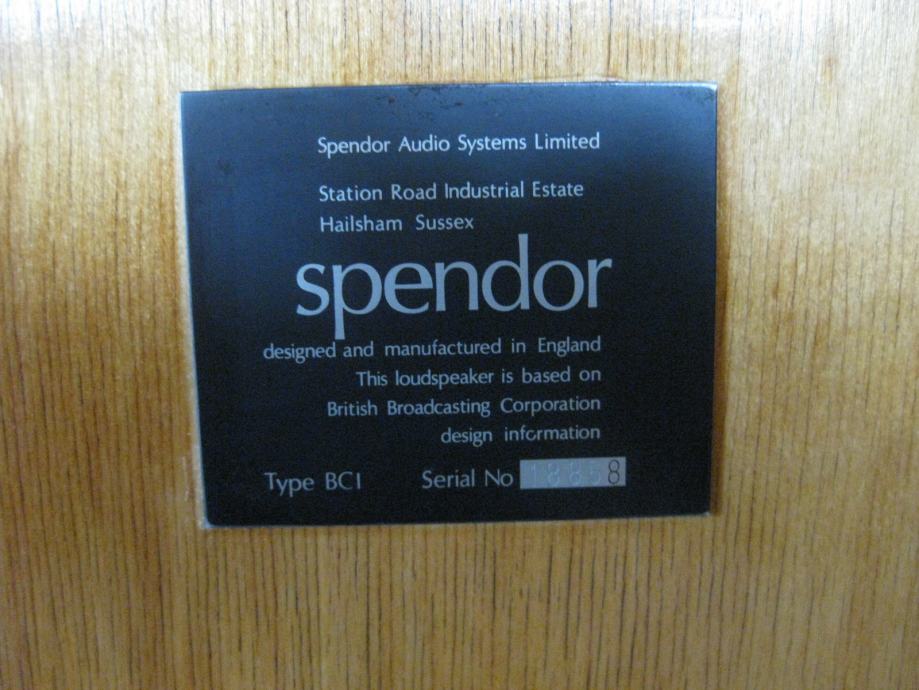 Spendor Audio Systems Limited
Station Road Industrial Estate
Hailsham Sussex
spendor
designed and manufactured in England
This loudspeaker is based on
British Broadcasting Corporation
design information
Type BC1
Serial No